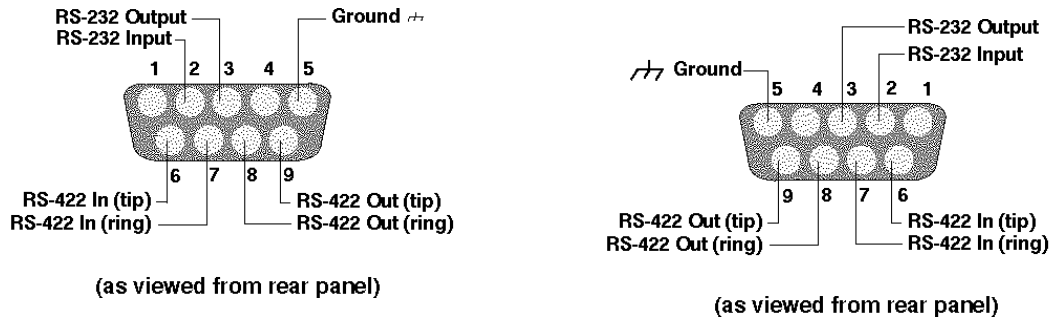 RS-232 Output
RS-232 Input
Ground
1 2 3 4 5
6 7 8 9
RS-422 In (tip)
RS-422 In (ring)
RS-422 Out (tip)
RS-422 Out (ring)
(as viewed from rear panel)
RS-232 Output
RS-232 Input
Ground
5 4 3 2 1
9 8 7 6
RS-422 Out (tip)
RS-422 Out (ring)
RS-422 In (tip)
RS-422 In (ring)
(as viewed from rear panel)